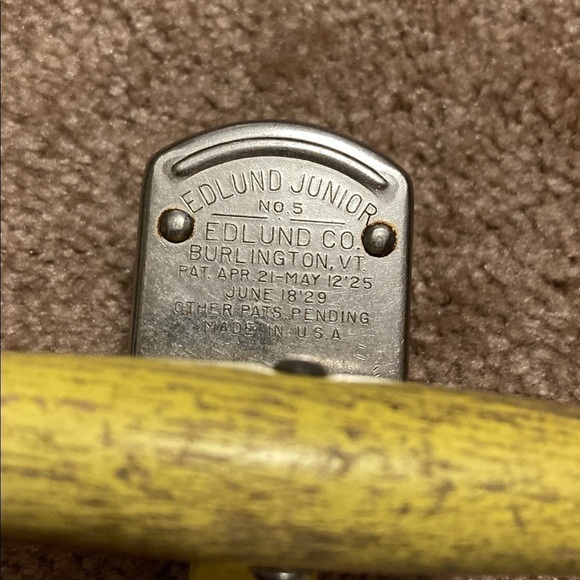 EDLUND JUNIOR
NO 5
EDLUND CO.
BURLINGTON, VT.
PAT. APR. 21-MAY 12'25
JUNE 18'29
OTHER PATS. PENDING
MADE IN U.S.A